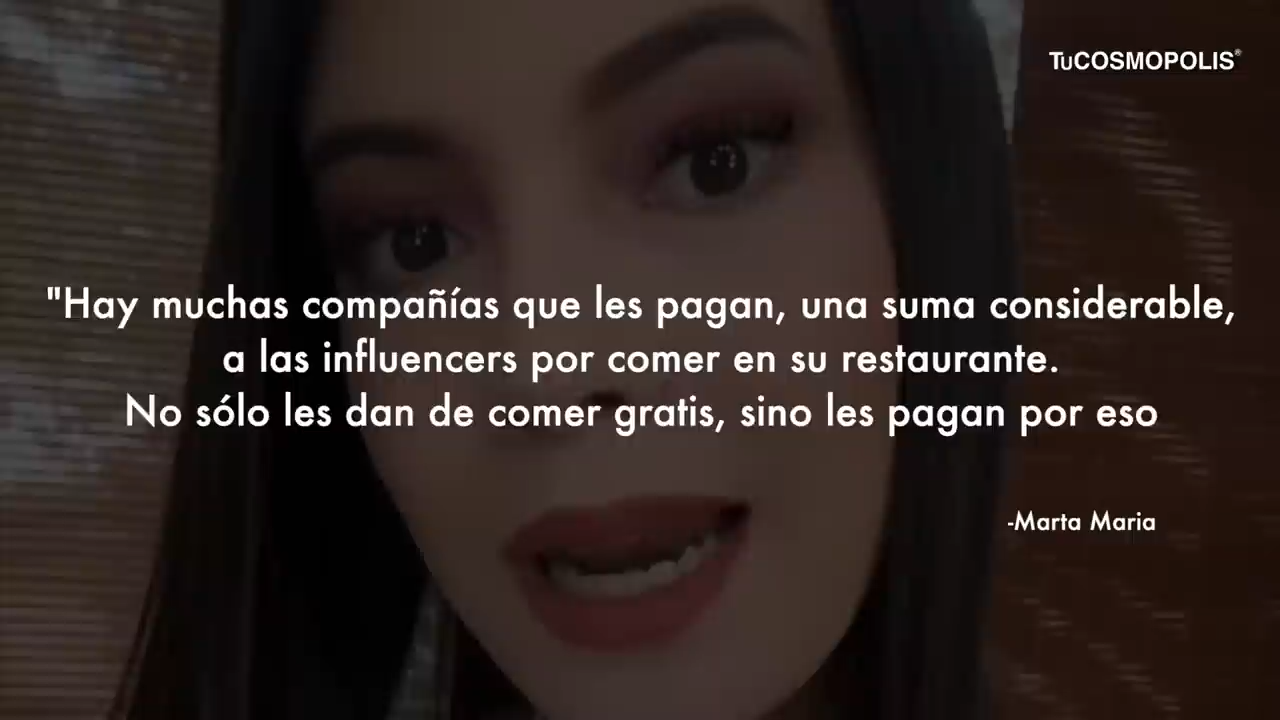 TuCOSMOPOLIS®
"Hay muchas compañías que les pagan, una suma considerable,
a las influencers por comer en su restaurante.
No sólo les dan de comer gratis, sino les pagan por eso
-Marta Maria